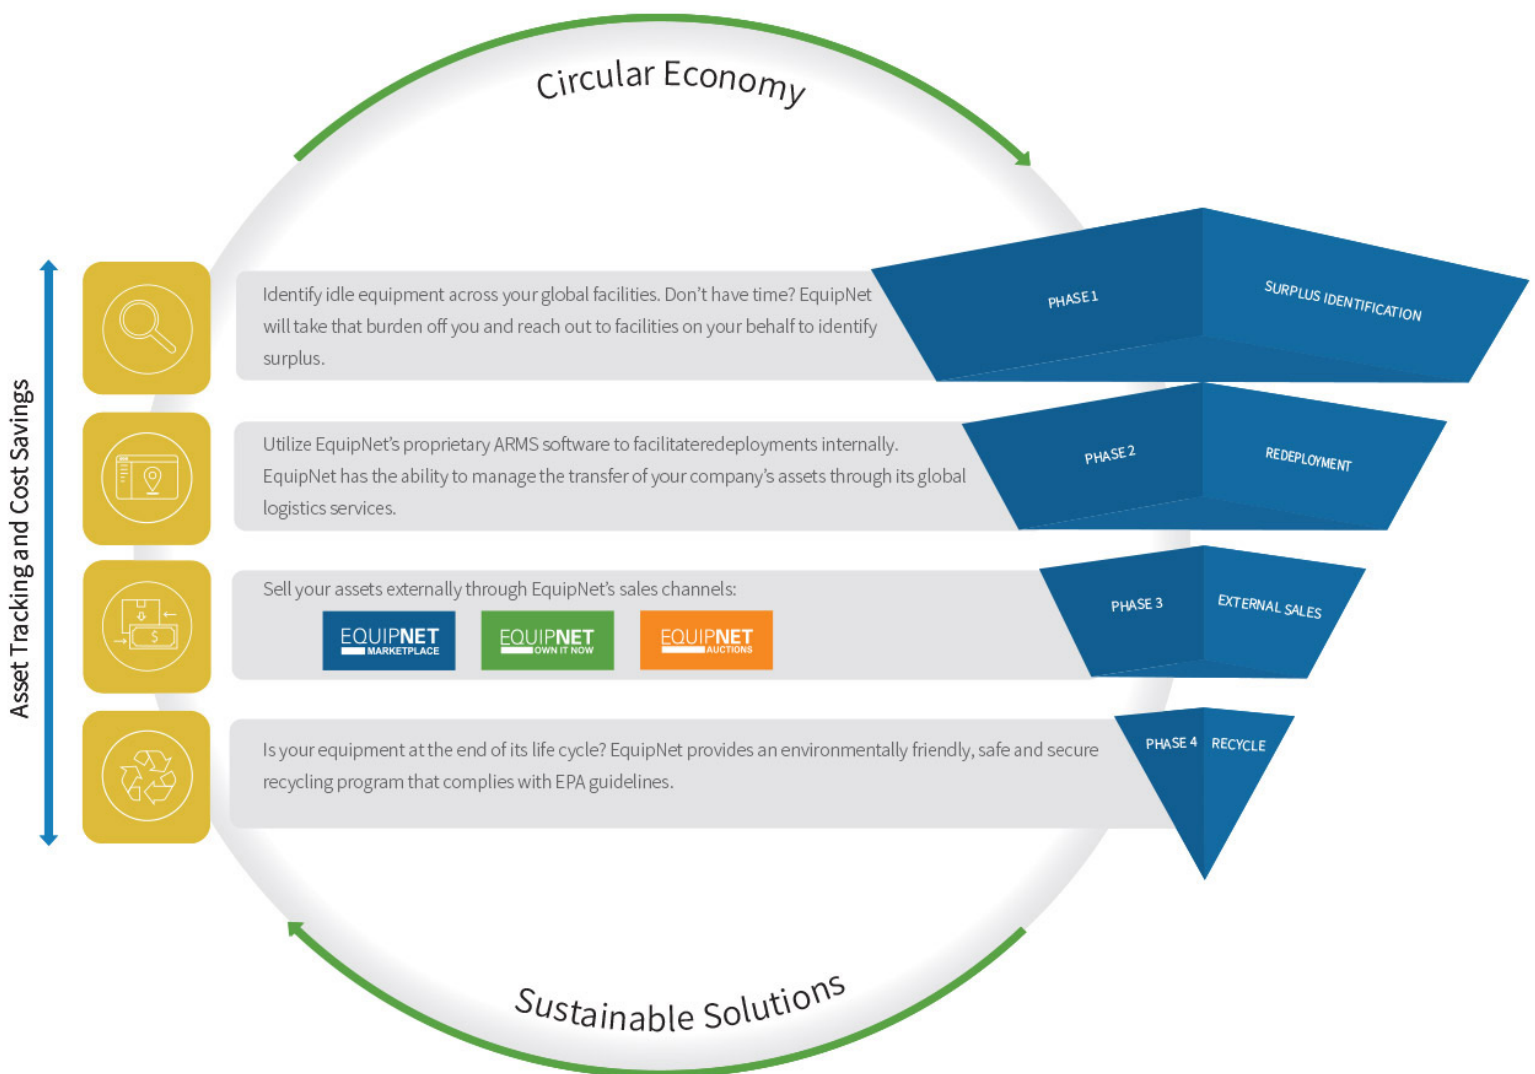 Circular Economy
Asset Tracking and Cost Savings
Identify idle equipment across your global facilities. Don't have time? EquipNet
will take that burden off you and reach out to facilities on your behalf to identify
surplus.
PHASE 1
SURPLUS IDENTIFICATION
Utilize EquipNet's proprietary ARMS software to facilitateredeployments internally.
EquipNet has the ability to manage the transfer of your company's assets through its global
logistics services.
PHASE 2
REDEPLOYMENT
Sell your assets externally through EquipNet's sales channels:
EQUIPNET
MARKETPLACE
EQUIPNET
OWN IT NOW
EQUIPNET
AUCTIONS
PHASE 3
EXTERNAL SALES
$
Is your equipment at the end of its life cycle? EquipNet provides an environmentally friendly, safe and secure
recycling program that complies with EPA guidelines.
PHASE 4
RECYCLE
Sustainable Solutions